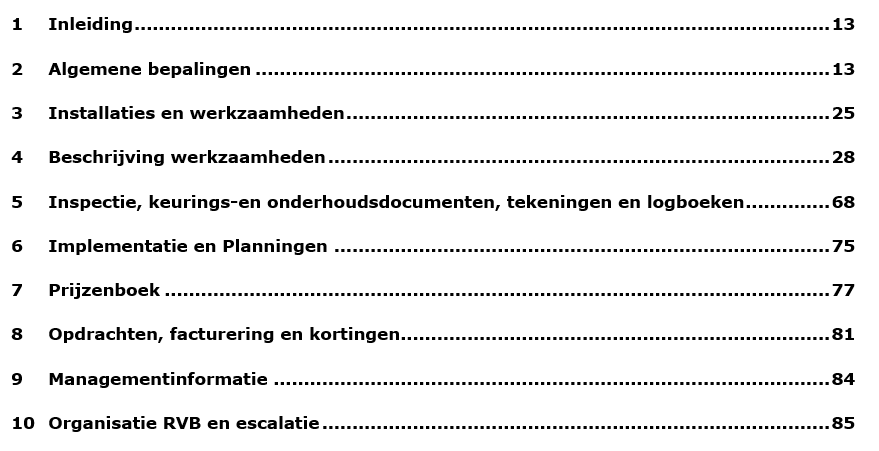 1 Inleiding 13
2 Algemene bepalingen 13
3 Installaties en werkzaamheden 25
4 Beschrijving werkzaamheden 28
5 Inspectie, keurings-en onderhoudsdocumenten, tekeningen en logboeken 68
6 Implementatie en Planningen 75
7 Prijzenboek 77
8 Opdrachten, facturering en kortingen 81
9 Managementinformatie 84
10 Organisatie RVB en escalatie 85